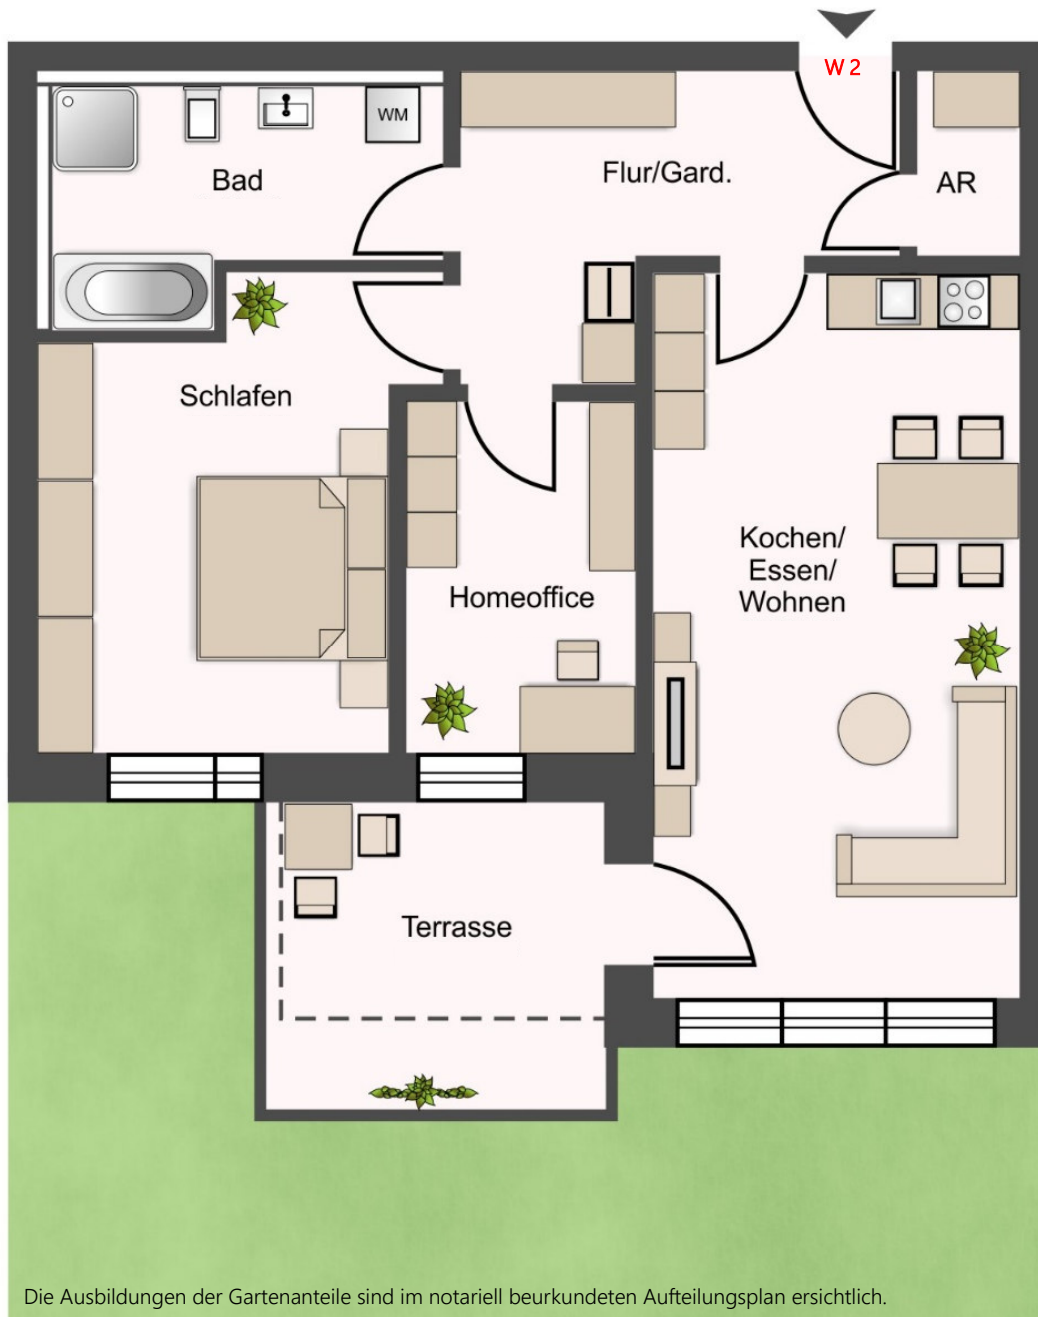 W 2
WM
Bad
Flur/Gard.
AR
Schlafen
Kochen/
Essen/
Wohnen
Homeoffice
Terrasse
Die Ausbildungen der Gartenanteile sind im notariell beurkundeten Aufteilungsplan ersichtlich.